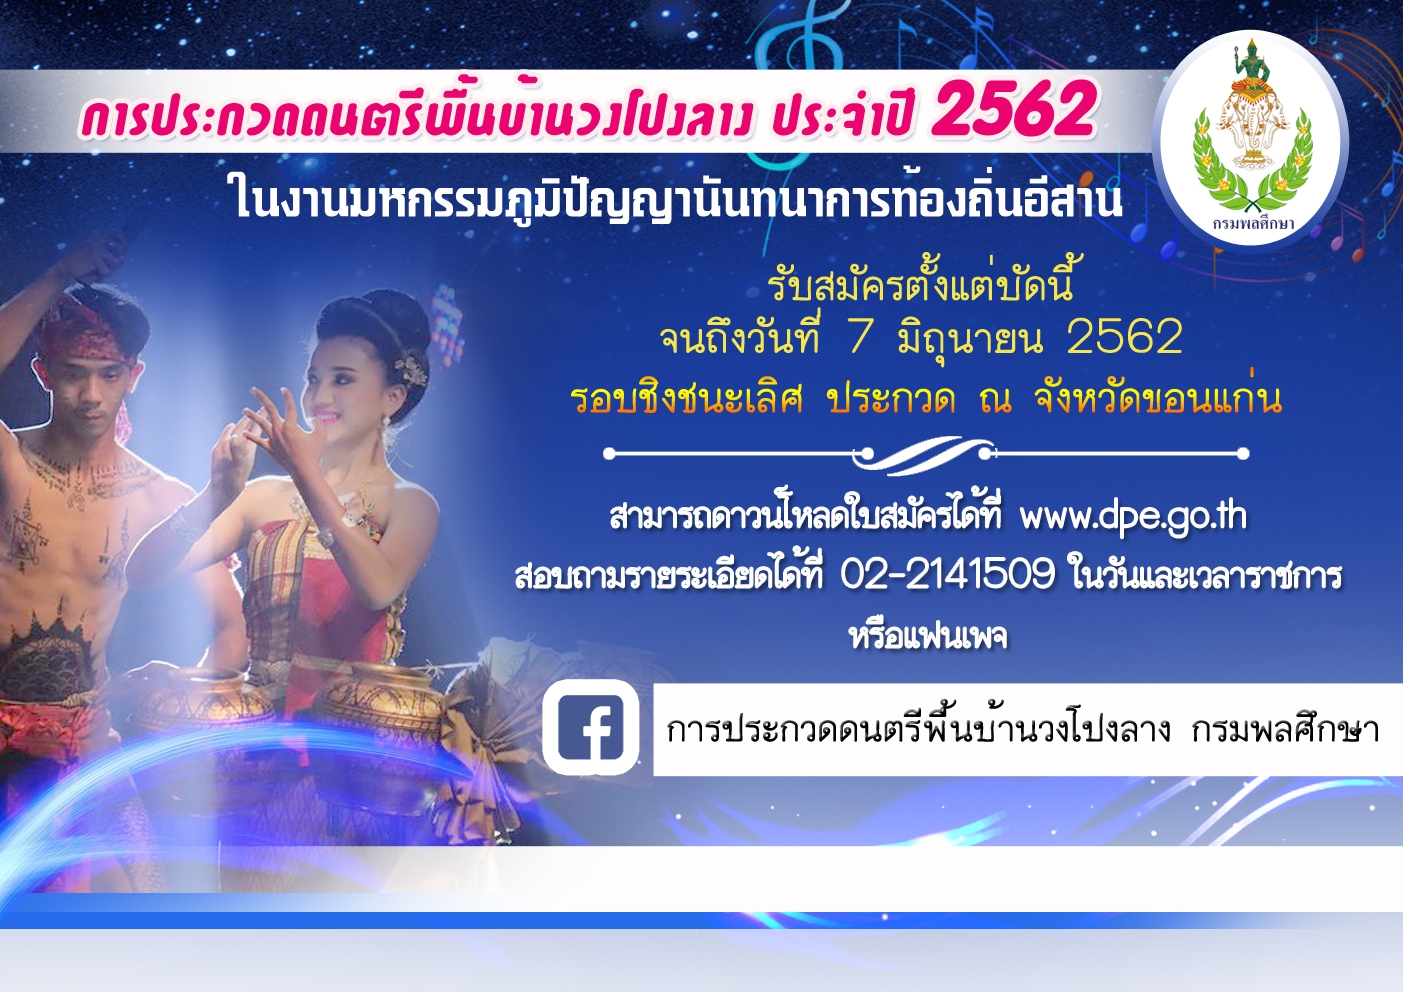 การประกวดดนตรีพื้นบ้านวงโปงลาง ประจำปี 2562
ในงานมหกรรมภูมิปัญญานันทนาการท้องถิ่นอีสาน
กรมพลศึกษา
รับสมัครตั้งแต่บัดนี้
จนถึงวันที่ 7 มิถุนายน 2562
รอบชิงชนะเลิศ ประกวด ณ จังหวัดขอนแก่น
สามารถดาวน์โหลดใบสมัครได้ที่ www.dpe.go.th
สอบถามรายระเอียดได้ที่ 02-2141509 ในวันและเวลาราชการ
หรือแฟนเพจ
f การประกวดดนตรีพื้นบ้านวงโปงลาง กรมพลศึกษา